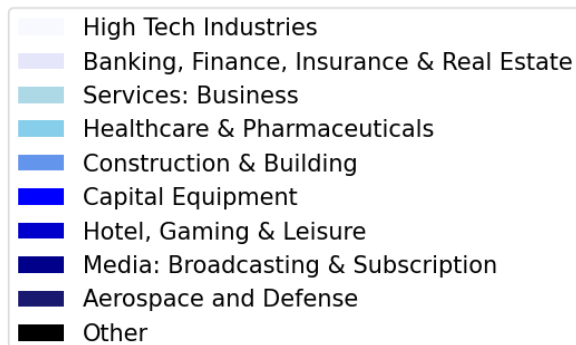 High Tech Industries
Banking, Finance, Insurance & Real Estate
Services: Business
Healthcare & Pharmaceuticals
Construction & Building
Capital Equipment
Hotel, Gaming & Leisure
Media: Broadcasting & Subscription
Aerospace and Defense
Other